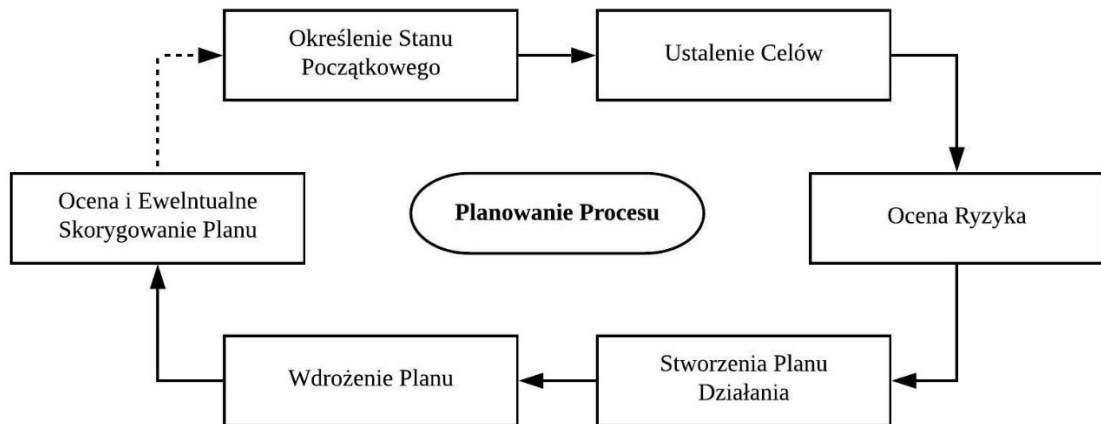 Określenie Stanu
Początkowego
Ustalenie Celów
Ocena i Ewelntualne
Skorygowanie Planu
Planowanie Procesu
Ocena Ryzyka
Wdrożenie Planu
Stworzenia Planu
Działania